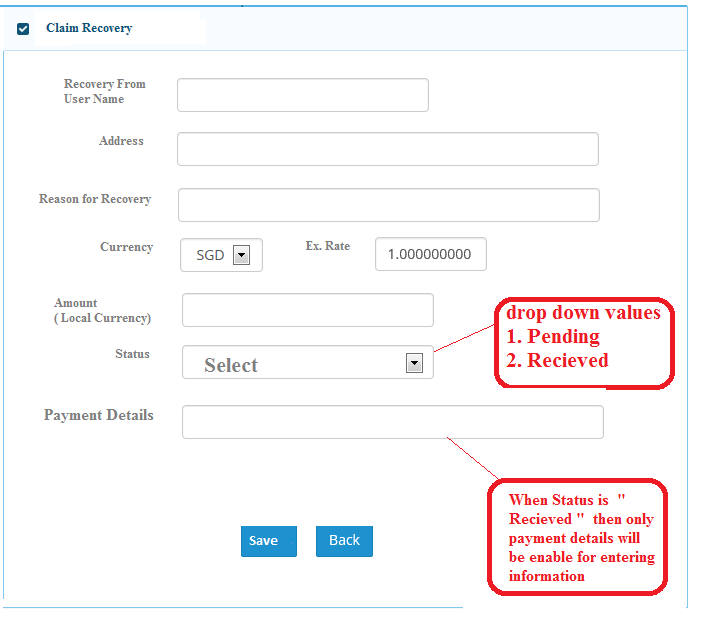 Claim Recovery
Recovery From
User Name
Address
Reason for Recovery
Currency
SGD
Ex. Rate
1.000000000
Amount
( Local Currency)
drop down values
1. Pending
2. Recieved
Status
Select
Payment Details
When Status is "
Recieved " then only
payment details will
be enable for entering
information
Save
Back